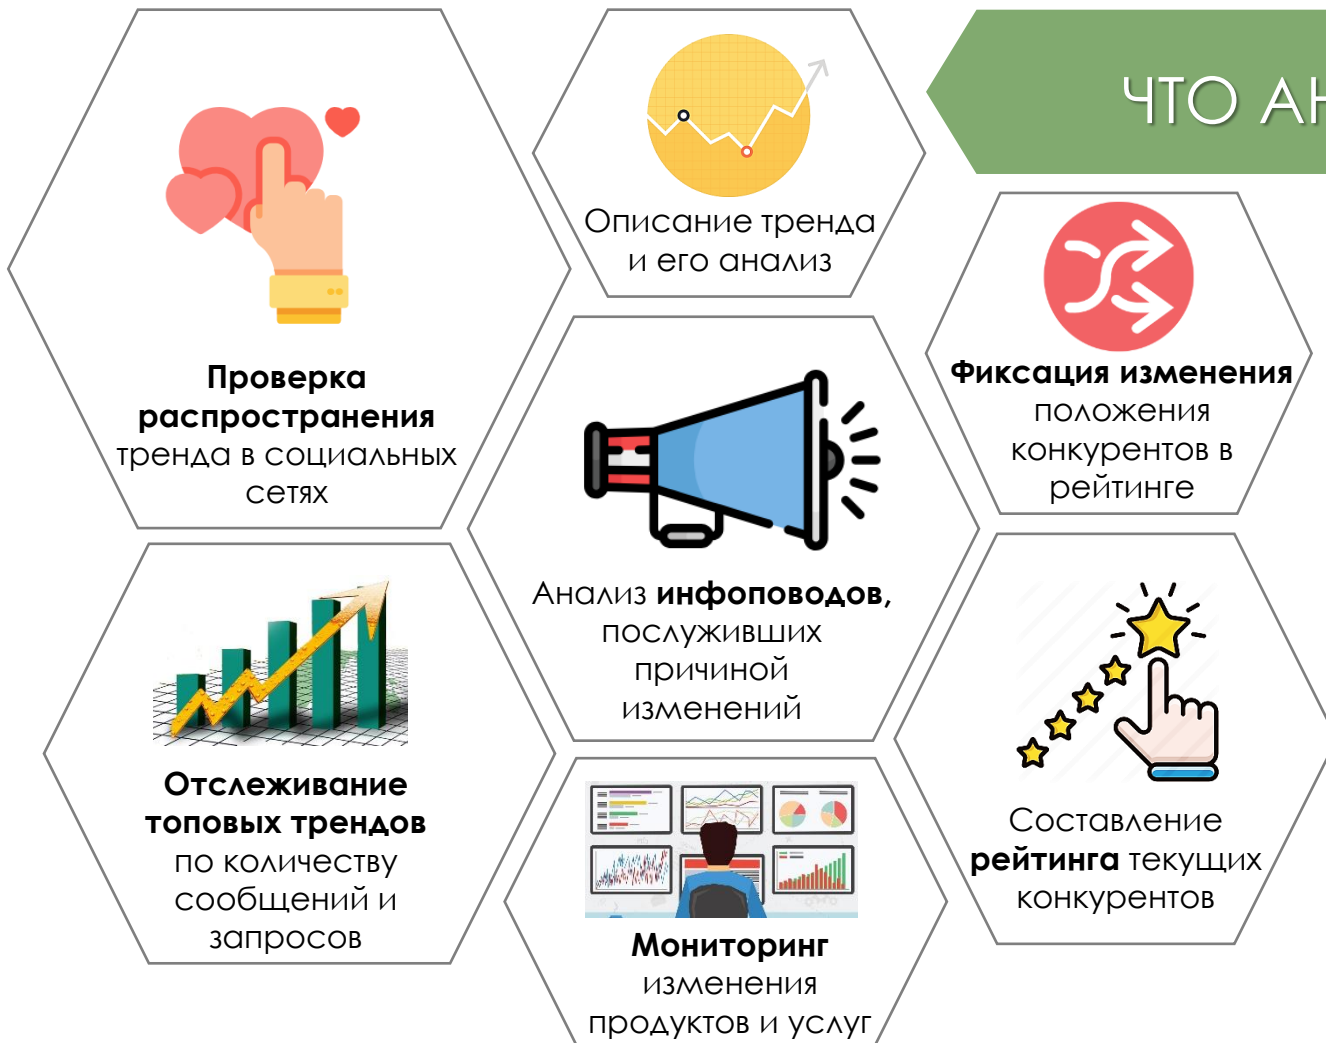 ЧТО АН
Описание тренда
и его анализ
Проверка
распространения
тренда в социальных
сетях
Фиксация изменения
положения
конкурентов в
рейтинге
Анализ инфоповодов,
послуживших
причиной
изменений
Отслеживание
топовых трендов
по количеству
сообщений и
запросов
Составление
рейтинга текущих
конкурентов
Мониторинг
изменения
продуктов и услуг